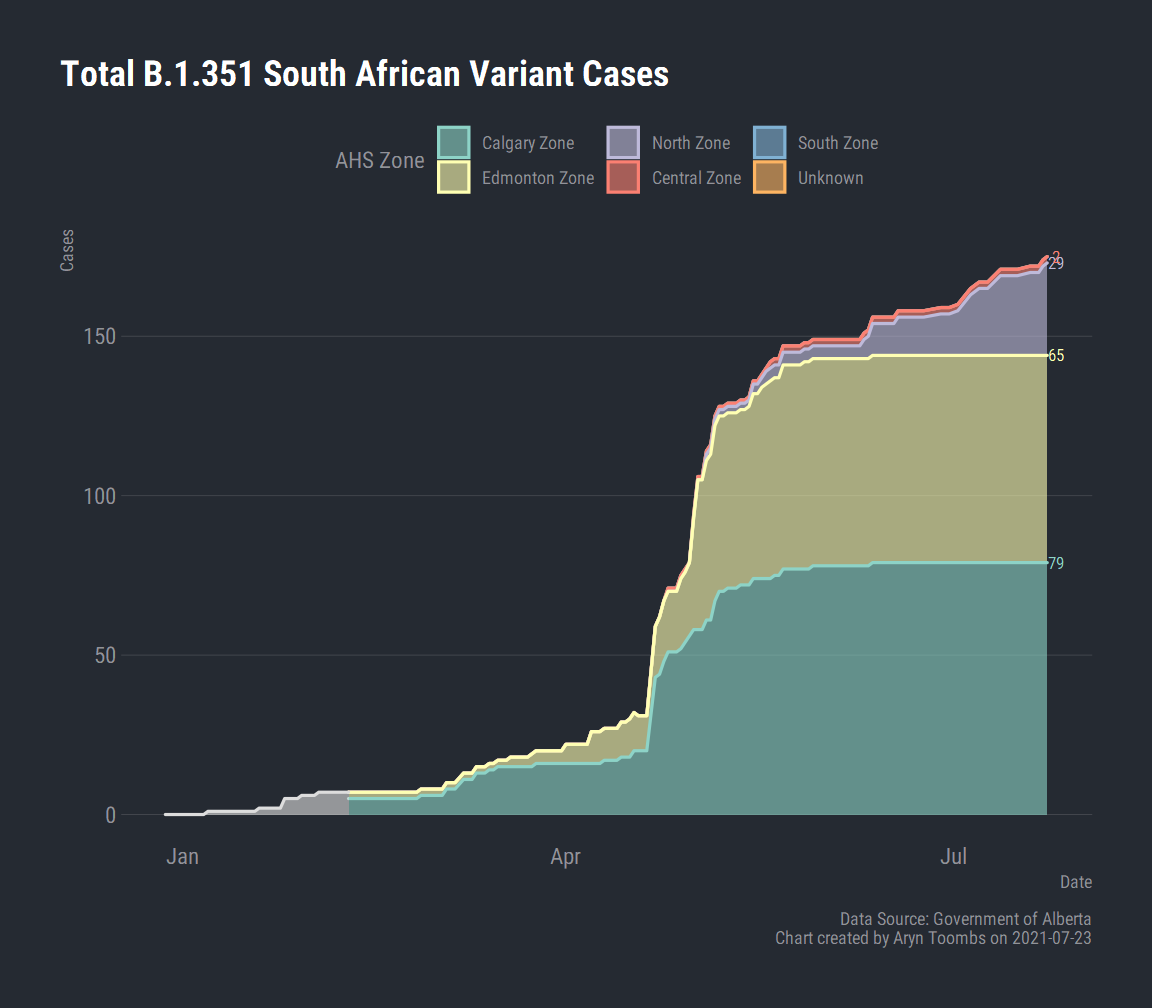 Total B.1.351 South African Variant Cases
AHS Zone
Calgary Zone
North Zone
South Zone
Edmonton Zone
Central Zone
Unknown
Cases
2
29
150
65
100
79
50
0
Jan
Apr
Jul
Date
Data Source: Government of Alberta
Chart created by Aryn Toombs on 2021-07-23